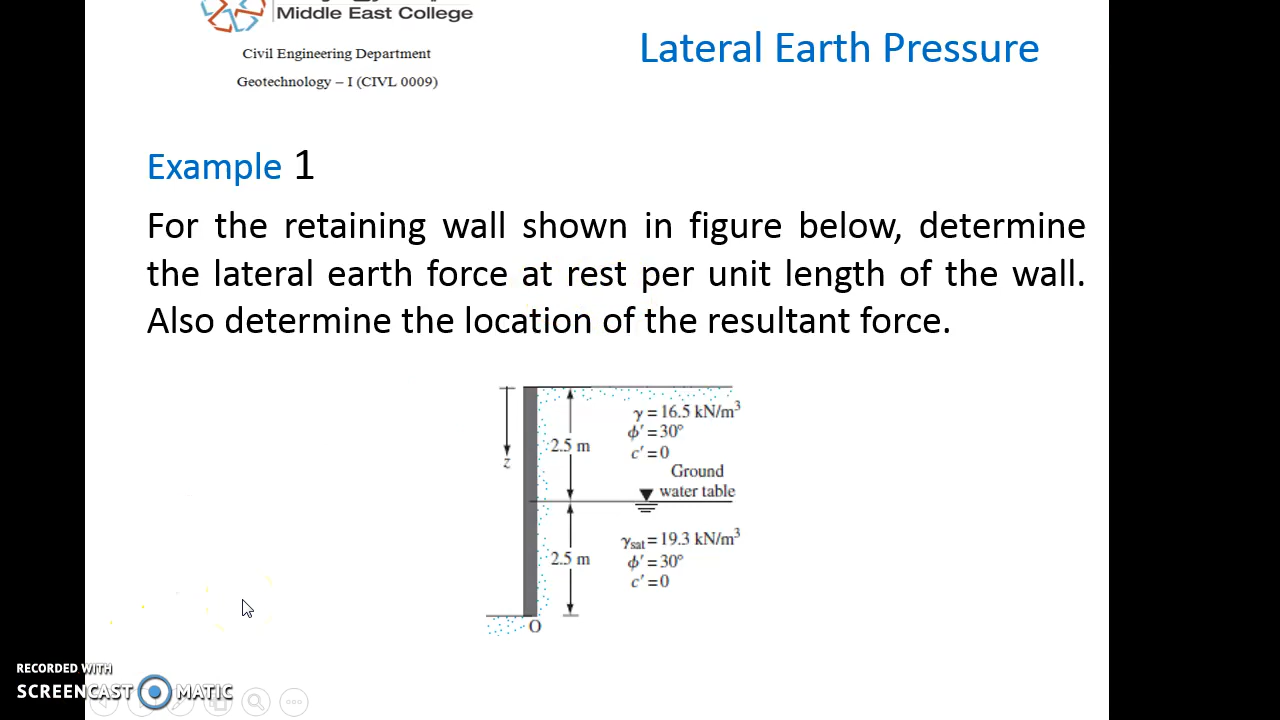 Middle East College
Civil Engineering Department
Geotechnology – I (CIVL 0009)
Lateral Earth Pressure
Example 1
For the retaining wall shown in figure below, determine
the lateral earth force at rest per unit length of the wall.
Also determine the location of the resultant force.
γ = 16.5 kN/m³
ϕ′ = 30°
2.5 m
c′ = 0
z
Ground
water table
γsat = 19.3 kN/m³
2.5 m
ϕ′ = 30°
c′ = 0
O
RECORDED WITH
SCREENCAST MATIC